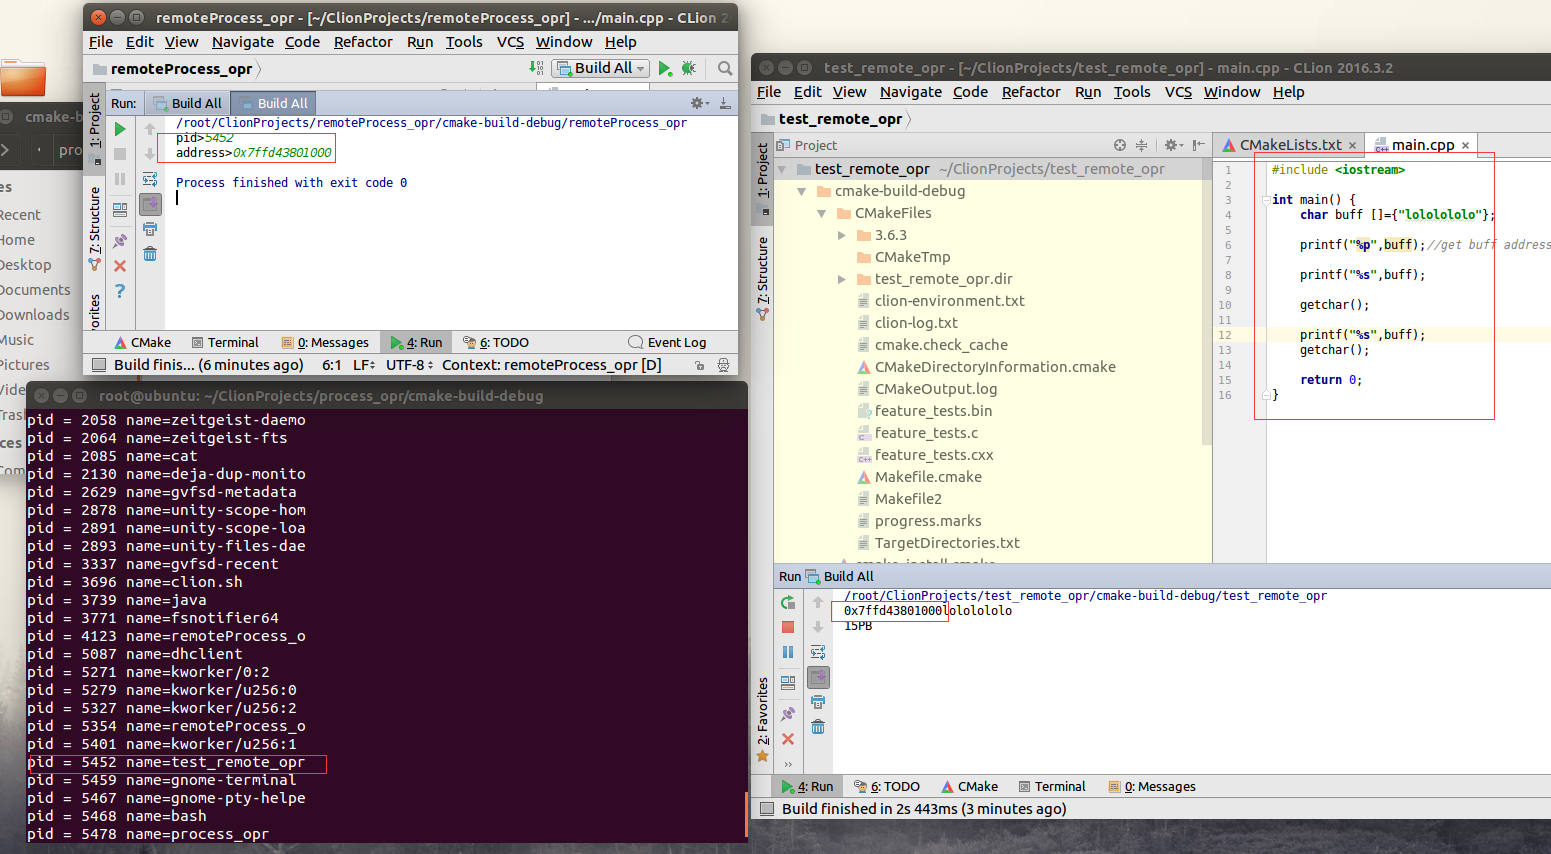 remoteProcess_opr - [~/ClionProjects/remoteProcess_opr] - .../main.cpp - CLion 2
File Edit View Navigate Code Refactor Run Tools VCS Window Help
remoteProcess_opr
Build All
Run: Build All Build All
1: Project
7: Structure
/root/ClionProjects/remoteProcess_opr/cmake-build-debug/remoteProcess_opr
pid>5452
address>0x7ffd43801000
Process finished with exit code 0
CMake Terminal 0: Messages 4: Run 6: TODO Event Log
Build finis... (6 minutes ago) 6:1 LF UTF-8 Context: remoteProcess_opr [D]
cmake-b
pro
es
Recent
Home
Desktop
Documents
Downloads
Music
Pictures
Vide
Tras
ces
Com
vorites
root@ubuntu: ~/ClionProjects/process_opr/cmake-build-debug
pid = 2058 name=zeitgeist-daemo
pid = 2064 name=zeitgeist-fts
pid = 2085 name=cat
pid = 2130 name=deja-dup-monito
pid = 2629 name=gvfsd-metadata
pid = 2878 name=unity-scope-hom
pid = 2891 name=unity-scope-loa
pid = 2893 name=unity-files-dae
pid = 3337 name=gvfsd-recent
pid = 3696 name=clion.sh
pid = 3739 name=java
pid = 3771 name=fsnotifier64
pid = 4123 name=remoteProcess_o
pid = 5087 name=dhclient
pid = 5271 name=kworker/0:2
pid = 5279 name=kworker/u256:0
pid = 5327 name=kworker/u256:2
pid = 5354 name=remoteProcess_o
pid = 5401 name=kworker/u256:1
pid = 5452 name=test_remote_opr
pid = 5459 name=gnome-terminal
pid = 5467 name=gnome-pty-helpe
pid = 5468 name=bash
pid = 5478 name=process_opr
test_remote_opr - [~/ClionProjects/test_remote_opr] - main.cpp - CLion 2016.3.2
File Edit View Navigate Code Refactor Run Tools VCS Window Help
test_remote_opr
1: Project
7: Structure
2: Favorites
Project
test_remote_opr ~/ClionProjects/test_remote_opr
cmake-build-debug
CMakeFiles
3.6.3
CMakeTmp
test_remote_opr.dir
clion-environment.txt
clion-log.txt
cmake.check_cache
CMakeDirectoryInformation.cmake
CMakeOutput.log
feature_tests.bin
feature_tests.c
feature_tests.cxx
Makefile.cmake
Makefile2
progress.marks
TargetDirectories.txt
cmake_install.cmake
CMakeLists.txt main.cpp
1 #include <iostream>
2
3 int main() {
4 char buff []={"lolololololo"};
5
6 printf("%p",buff);//get buff address
7
8 printf("%s",buff);
9
10 getchar();
11
12 printf("%s",buff);
13 getchar();
14
15 return 0;
16 }
Run Build All
/root/ClionProjects/test_remote_opr/cmake-build-debug/test_remote_opr
0x7ffd43801000lolololololo
15PB
4: Run 6: TODO CMake Terminal 0: Messages
Build finished in 2s 443ms (3 minutes ago)